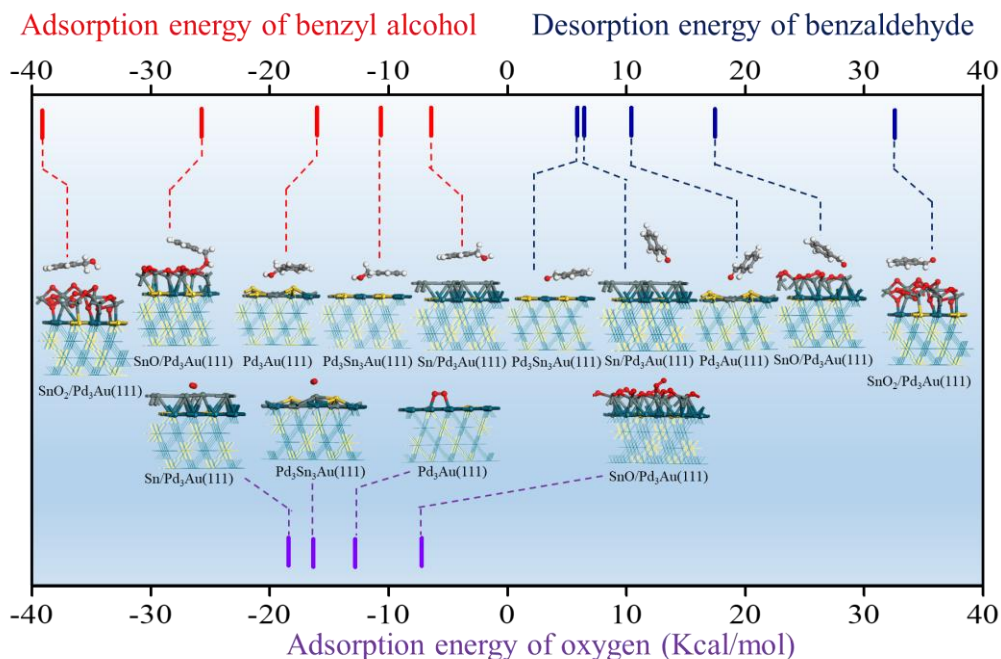 Adsorption energy of benzyl alcohol Desorption energy of benzaldehyde
-40 -30 -20 -10 0 10 20 30 40
SnO₂/Pd₃Au(111) SnO/Pd₃Au(111) Pd₃Au(111) Pd₃Sn₃Au(111) Sn/Pd₃Au(111) Pd₃Sn₃Au(111) Sn/Pd₃Au(111) Pd₃Au(111) SnO/Pd₃Au(111) SnO₂/Pd₃Au(111)
Sn/Pd₃Au(111) Pd₃Sn₃Au(111) Pd₃Au(111) SnO/Pd₃Au(111)
-40 -30 -20 -10 0 10 20 30 40
Adsorption energy of oxygen (Kcal/mol)